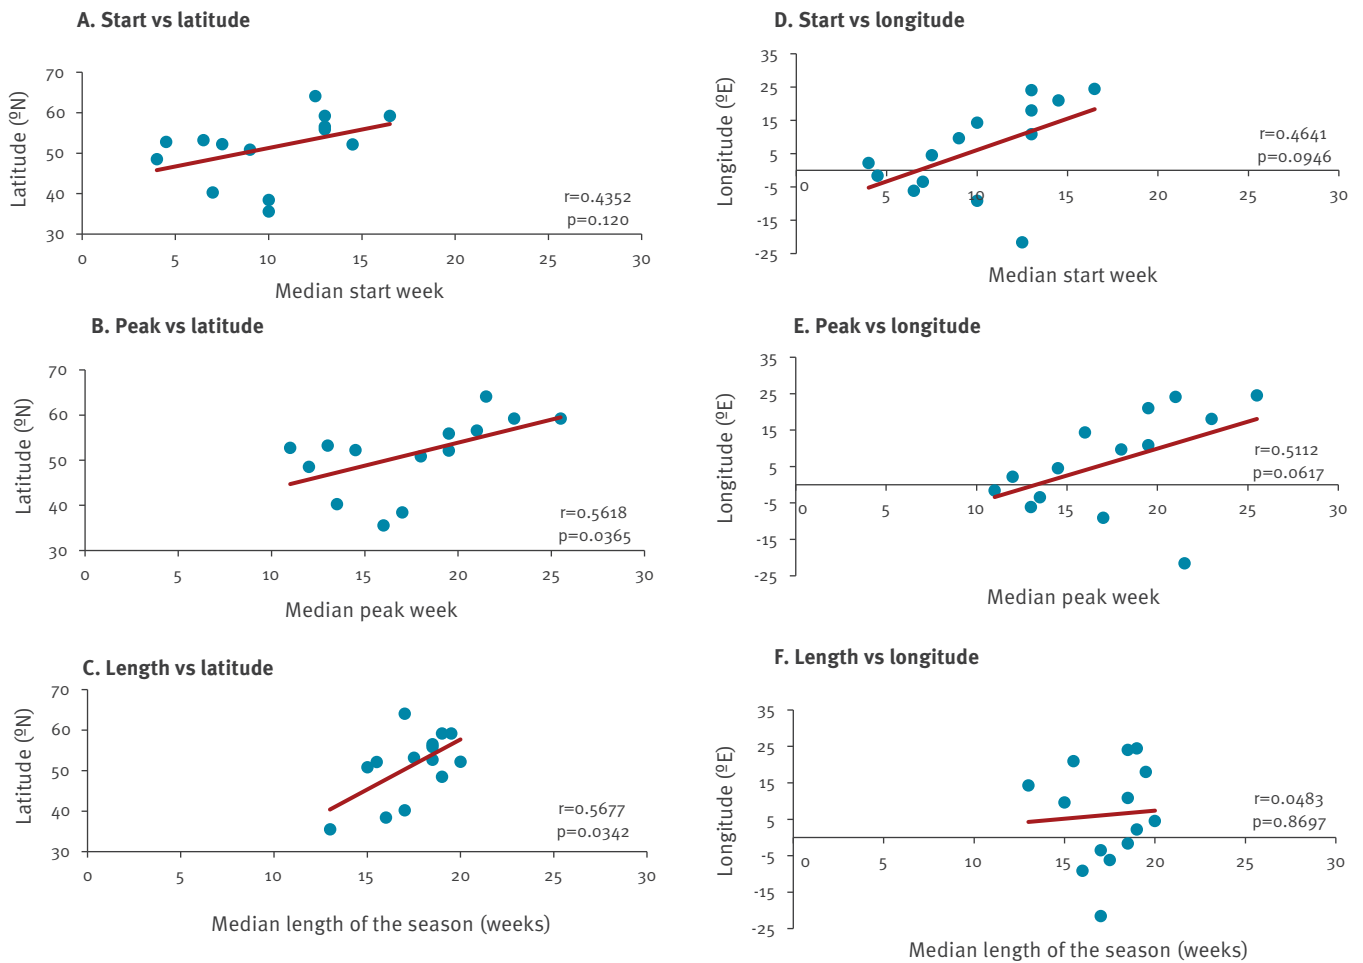 A. Start vs latitude
70
60
50
40
30
Latitude (ºN)
r=0.4352
p=0.120
0 5 10 15 20 25 30
Median start week
D. Start vs longitude
35
25
15
5
-5
-15
-25
Longitude (ºE)
r=0.4641
p=0.0946
0 5 10 15 20 25 30
Median start week
B. Peak vs latitude
70
60
50
40
30
Latitude (ºN)
r=0.5618
p=0.0365
0 5 10 15 20 25 30
Median peak week
E. Peak vs longitude
35
25
15
5
-5
-15
-25
Longitude (ºE)
r=0.5112
p=0.0617
0 5 10 15 20 25 30
Median peak week
C. Length vs latitude
70
60
50
40
30
Latitude (ºN)
r=0.5677
p=0.0342
0 5 10 15 20 25 30
Median length of the season (weeks)
F. Length vs longitude
35
25
15
5
-5
-15
-25
Longitude (ºE)
r=0.0483
p=0.8697
0 5 10 15 20 25 30
Median length of the season (weeks)